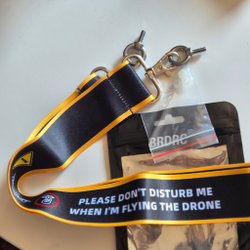 BRDRC
PLEASE DON'T DISTURB ME
WHEN I'M FLYING THE DRONE